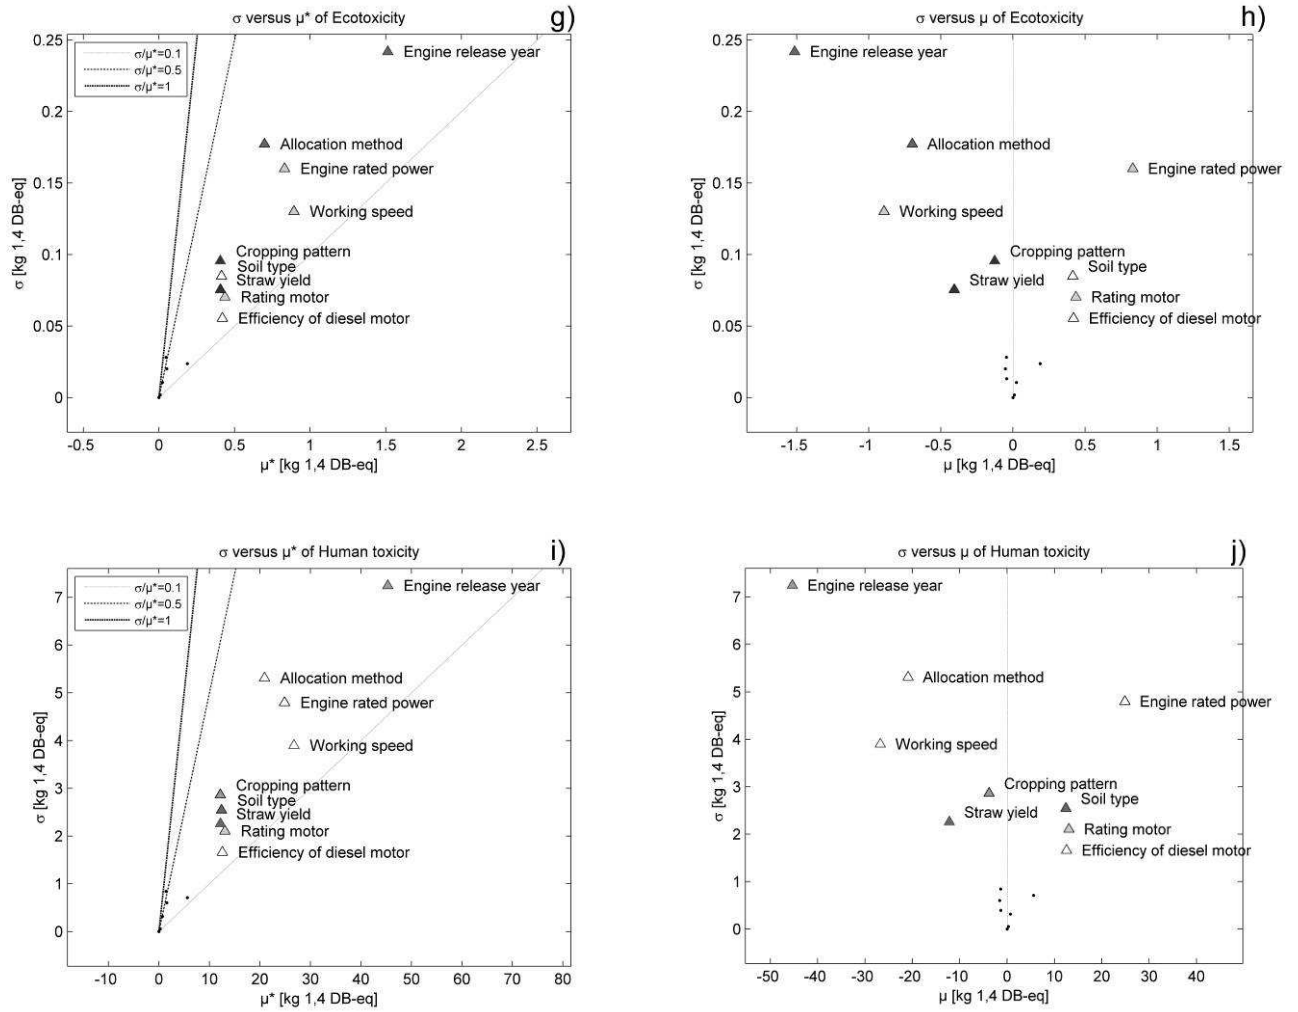 σ versus μ* of Ecotoxicity
g)
σ/μ*=0.1
σ/μ*=0.5
σ/μ*=1
Engine release year
Allocation method
Engine rated power
Working speed
Cropping pattern
Soil type
Straw yield
Rating motor
Efficiency of diesel motor
0.25
0.2
0.15
0.1
0.05
0
σ [kg 1,4 DB-eq]
-0.5 0 0.5 1 1.5 2 2.5
μ* [kg 1,4 DB-eq]
σ versus μ of Ecotoxicity
h)
Engine release year
Allocation method
Engine rated power
Working speed
Cropping pattern
Soil type
Straw yield
Rating motor
Efficiency of diesel motor
0.25
0.2
0.15
0.1
0.05
0
σ [kg 1,4 DB-eq]
-1.5 -1 -0.5 0 0.5 1 1.5
μ [kg 1,4 DB-eq]
σ versus μ* of Human toxicity
i)
σ/μ*=0.1
σ/μ*=0.5
σ/μ*=1
Engine release year
Allocation method
Engine rated power
Working speed
Cropping pattern
Soil type
Straw yield
Rating motor
Efficiency of diesel motor
7
6
5
4
3
2
1
0
σ [kg 1,4 DB-eq]
-10 0 10 20 30 40 50 60 70 80
μ* [kg 1,4 DB-eq]
σ versus μ of Human toxicity
j)
Engine release year
Allocation method
Engine rated power
Working speed
Cropping pattern
Soil type
Straw yield
Rating motor
Efficiency of diesel motor
7
6
5
4
3
2
1
0
σ [kg 1,4 DB-eq]
-50 -40 -30 -20 -10 0 10 20 30 40
μ [kg 1,4 DB-eq]